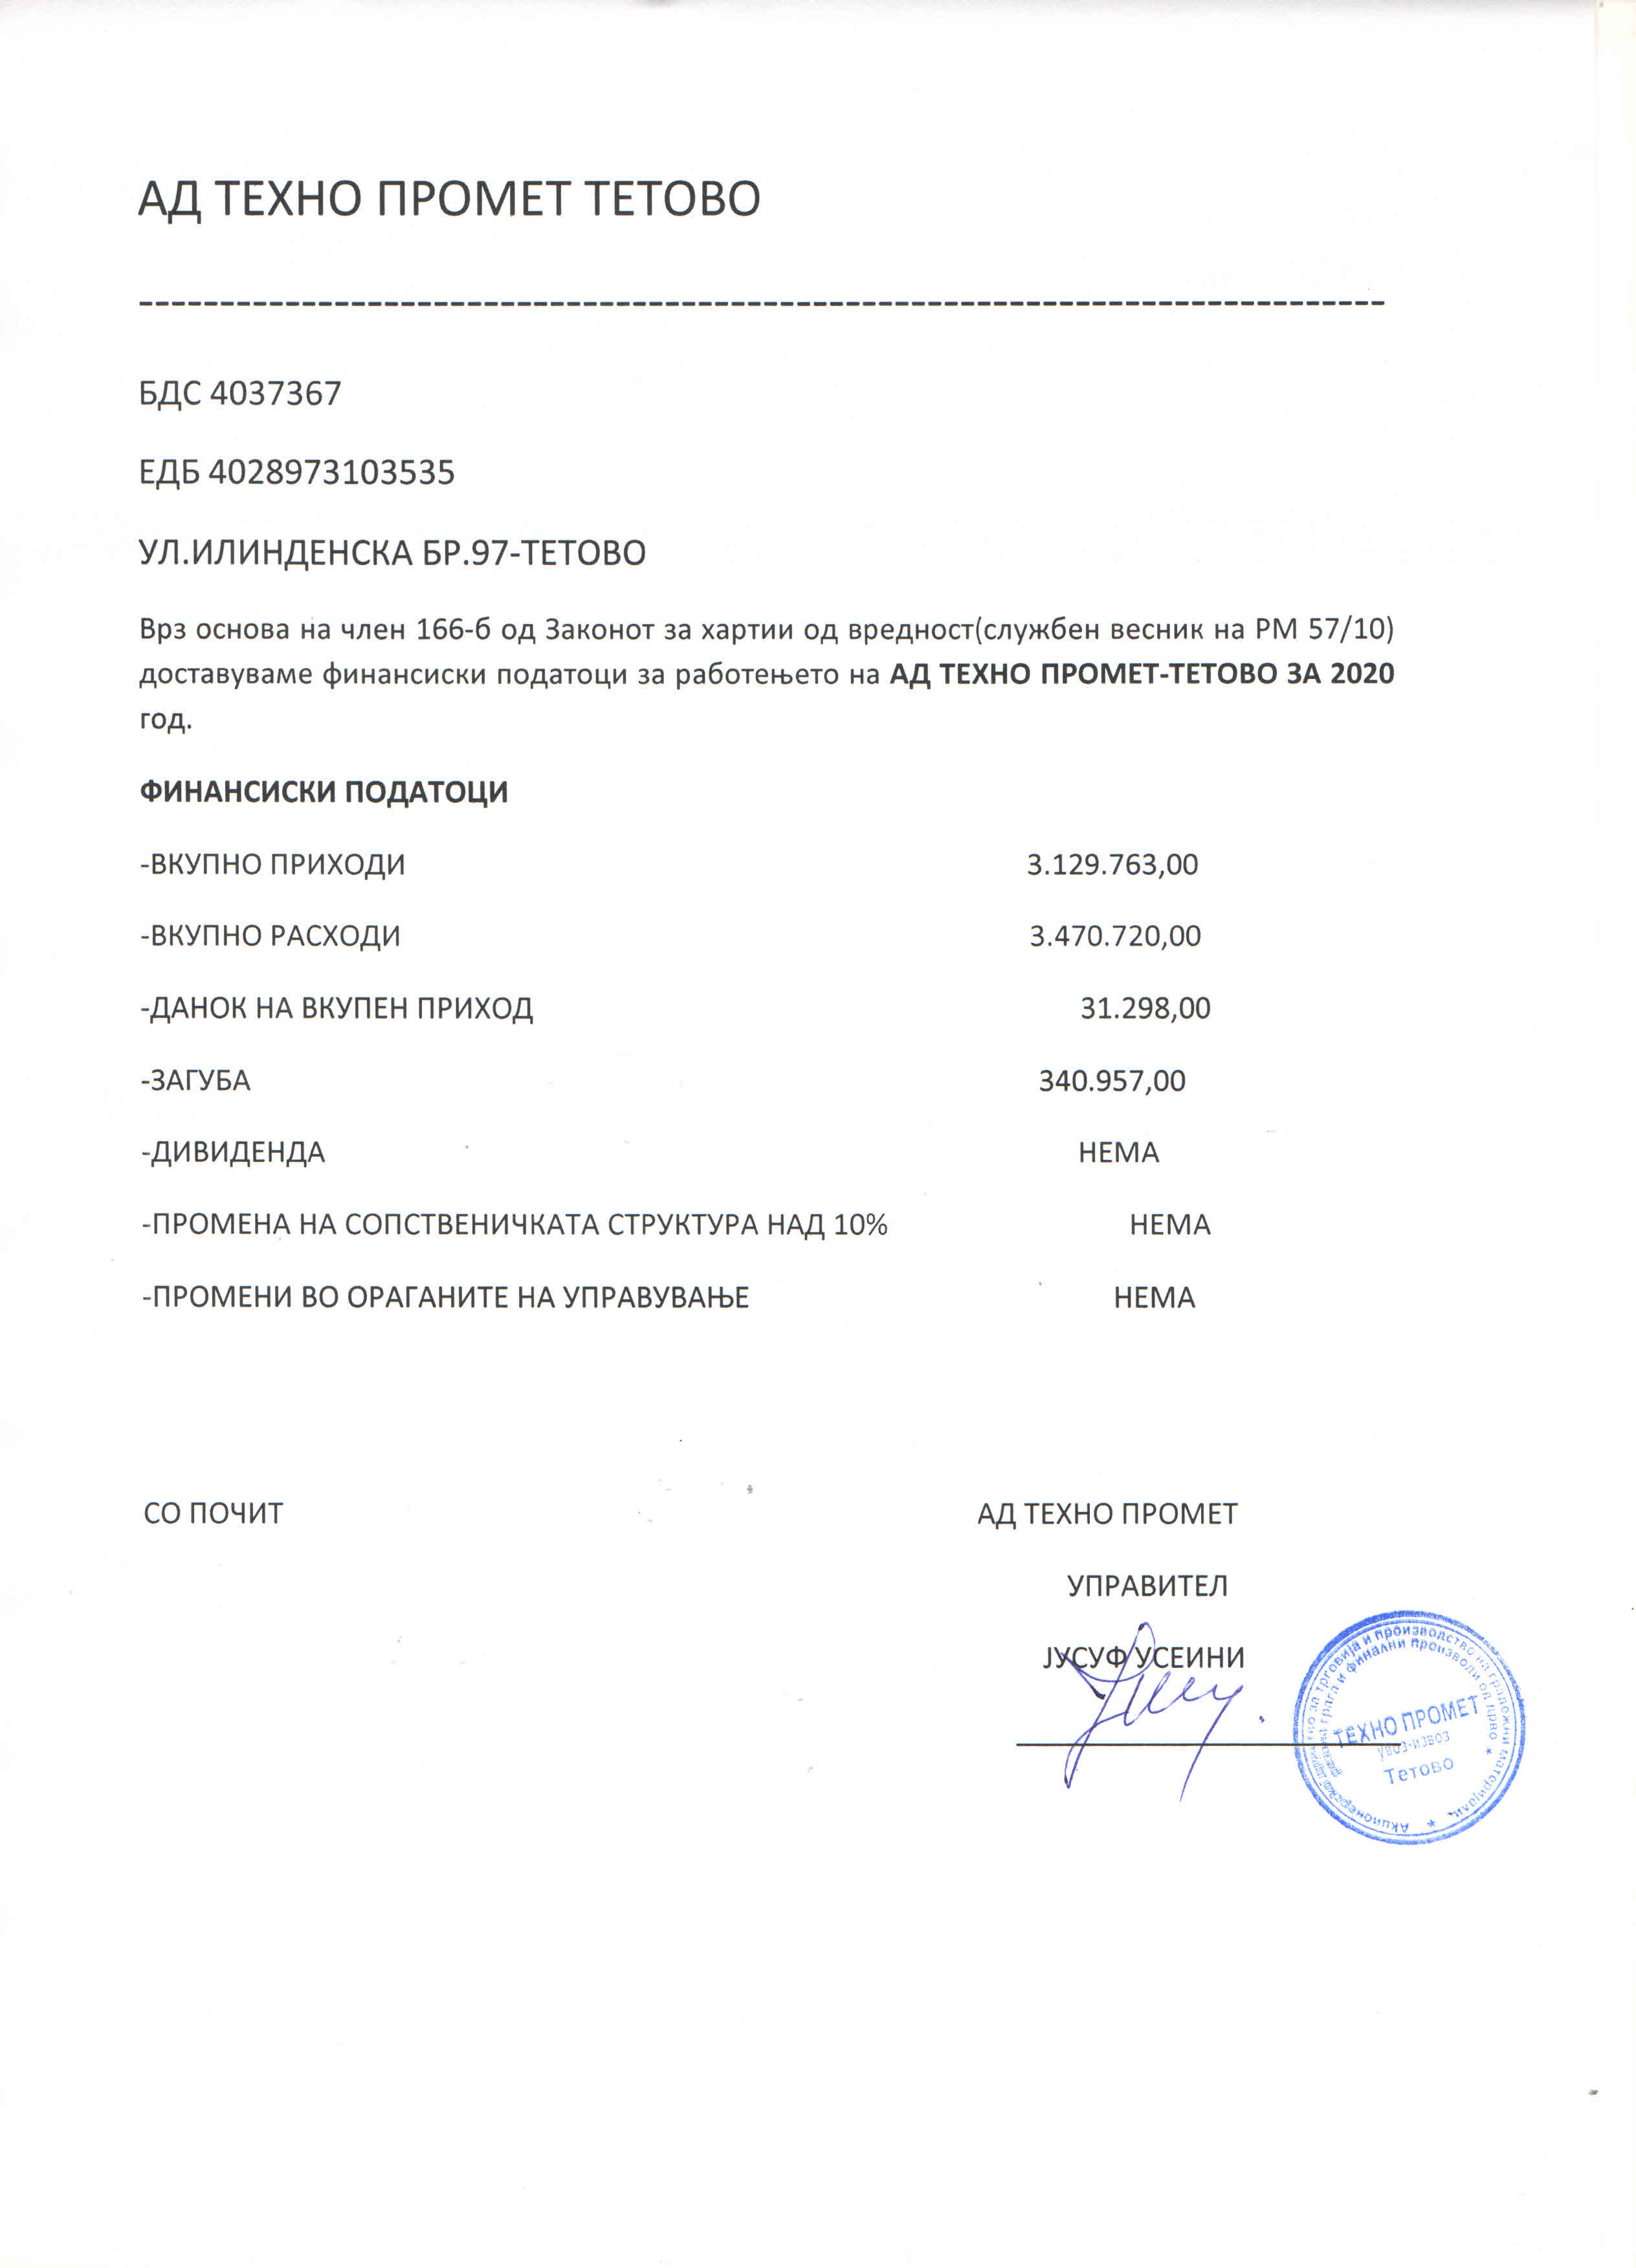 АД ТЕХНО ПРОМЕТ ТЕТОВО
-----------------------------------------------------------------------------
БДС 4037367
ЕДБ 4028973103535
УЛ.ИЛИНДЕНСКА БР.97-ТЕТОВО
Врз основа на член 166-б од Законот за хартии од вредност(службен весник на РМ 57/10)
доставуваме финансиски податоци за работењето на АД ТЕХНО ПРОМЕТ-ТЕТОВО ЗА 2020
год.
ФИНАНСИСКИ ПОДАТОЦИ
-ВКУПНО ПРИХОДИ 3.129.763,00
-ВКУПНО РАСХОДИ 3.470.720,00
-ДАНОК НА ВКУПЕН ПРИХОД 31.298,00
-ЗАГУБА 340.957,00
-ДИВИДЕНДА НЕМА
-ПРОМЕНА НА СОПСТВЕНИЧКАТА СТРУКТУРА НАД 10% НЕМА
-ПРОМЕНИ ВО ОРАГАНИТЕ НА УПРАВУВАЊЕ НЕМА
СО ПОЧИТ АД ТЕХНО ПРОМЕТ
УПРАВИТЕЛ
ЈУСУФ УСЕИНИ
за трговија и производство на градежни материјали,
грага и финални производи од дрво
ТЕХНО ПРОМЕТ
увоз-извоз
Тетово